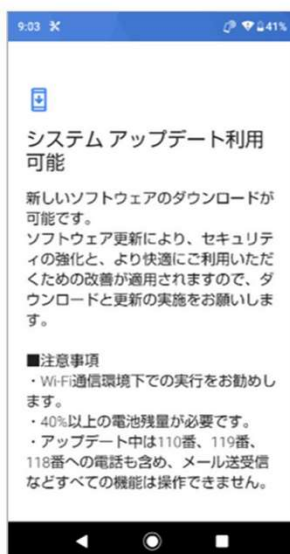 9:03 41%
システム アップデート利用
可能
新しいソフトウェアのダウンロードが
可能です。
ソフトウェア更新により、セキュリテ
ィの強化と、より快適にご利用いただ
くための改善が適用されますので、ダ
ウンロードと更新の実施をお願いしま
す。
■注意事項
・Wi-Fi通信環境下での実行をお勧めし
ます。
・40%以上の電池残量が必要です。
・アップデート中は110番、119番、
118番への電話も含め、メール送受信
などすべての機能は操作できません。